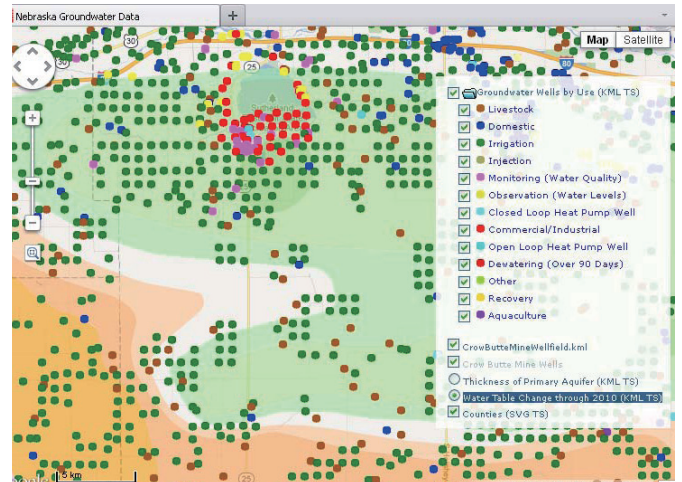 Nebraska Groundwater Data
+
30
30
80
Map Satellite
25
Sutherland
Groundwater Wells by Use (KML TS)
Livestock
Domestic
Irrigation
Injection
Monitoring (Water Quality)
Observation (Water Levels)
Closed Loop Heat Pump Well
Commercial/Industrial
Open Loop Heat Pump Well
Dewatering (Over 90 Days)
Other
Recovery
Aquaculture
CrowButteMineWellfield.kml
Crow Butte Mine Wells
Thickness of Primary Aquifer (KML TS)
Water Table Change through 2010 (KML TS)
Counties (SVG TS)
5 km
25